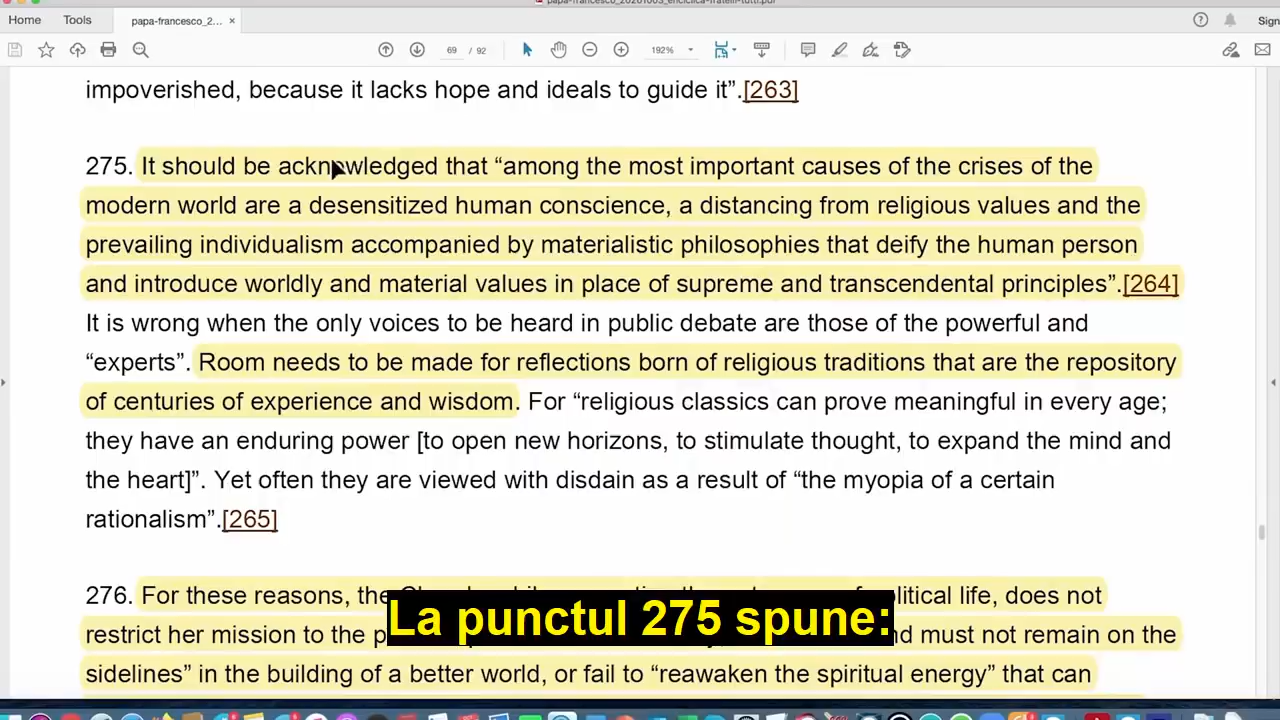 papa-francesco_20201003_enciclica-fratelli-tutti.pdf
Home Tools papa-francesco_2... × Sign
69 / 92 192%
impoverished, because it lacks hope and ideals to guide it”.[263]
275. It should be acknowledged that “among the most important causes of the crises of the
modern world are a desensitized human conscience, a distancing from religious values and the
prevailing individualism accompanied by materialistic philosophies that deify the human person
and introduce worldly and material values in place of supreme and transcendental principles”.[264]
It is wrong when the only voices to be heard in public debate are those of the powerful and
“experts”. Room needs to be made for reflections born of religious traditions that are the repository
of centuries of experience and wisdom. For “religious classics can prove meaningful in every age;
they have an enduring power [to open new horizons, to stimulate thought, to expand the mind and
the heart]”. Yet often they are viewed with disdain as a result of “the myopia of a certain
rationalism”.[265]
276. For these reasons, the life, does not
La punctul 275 spune:
restrict her mission to the must not remain on the
sidelines” in the building of a better world, or fail to “reawaken the spiritual energy” that can